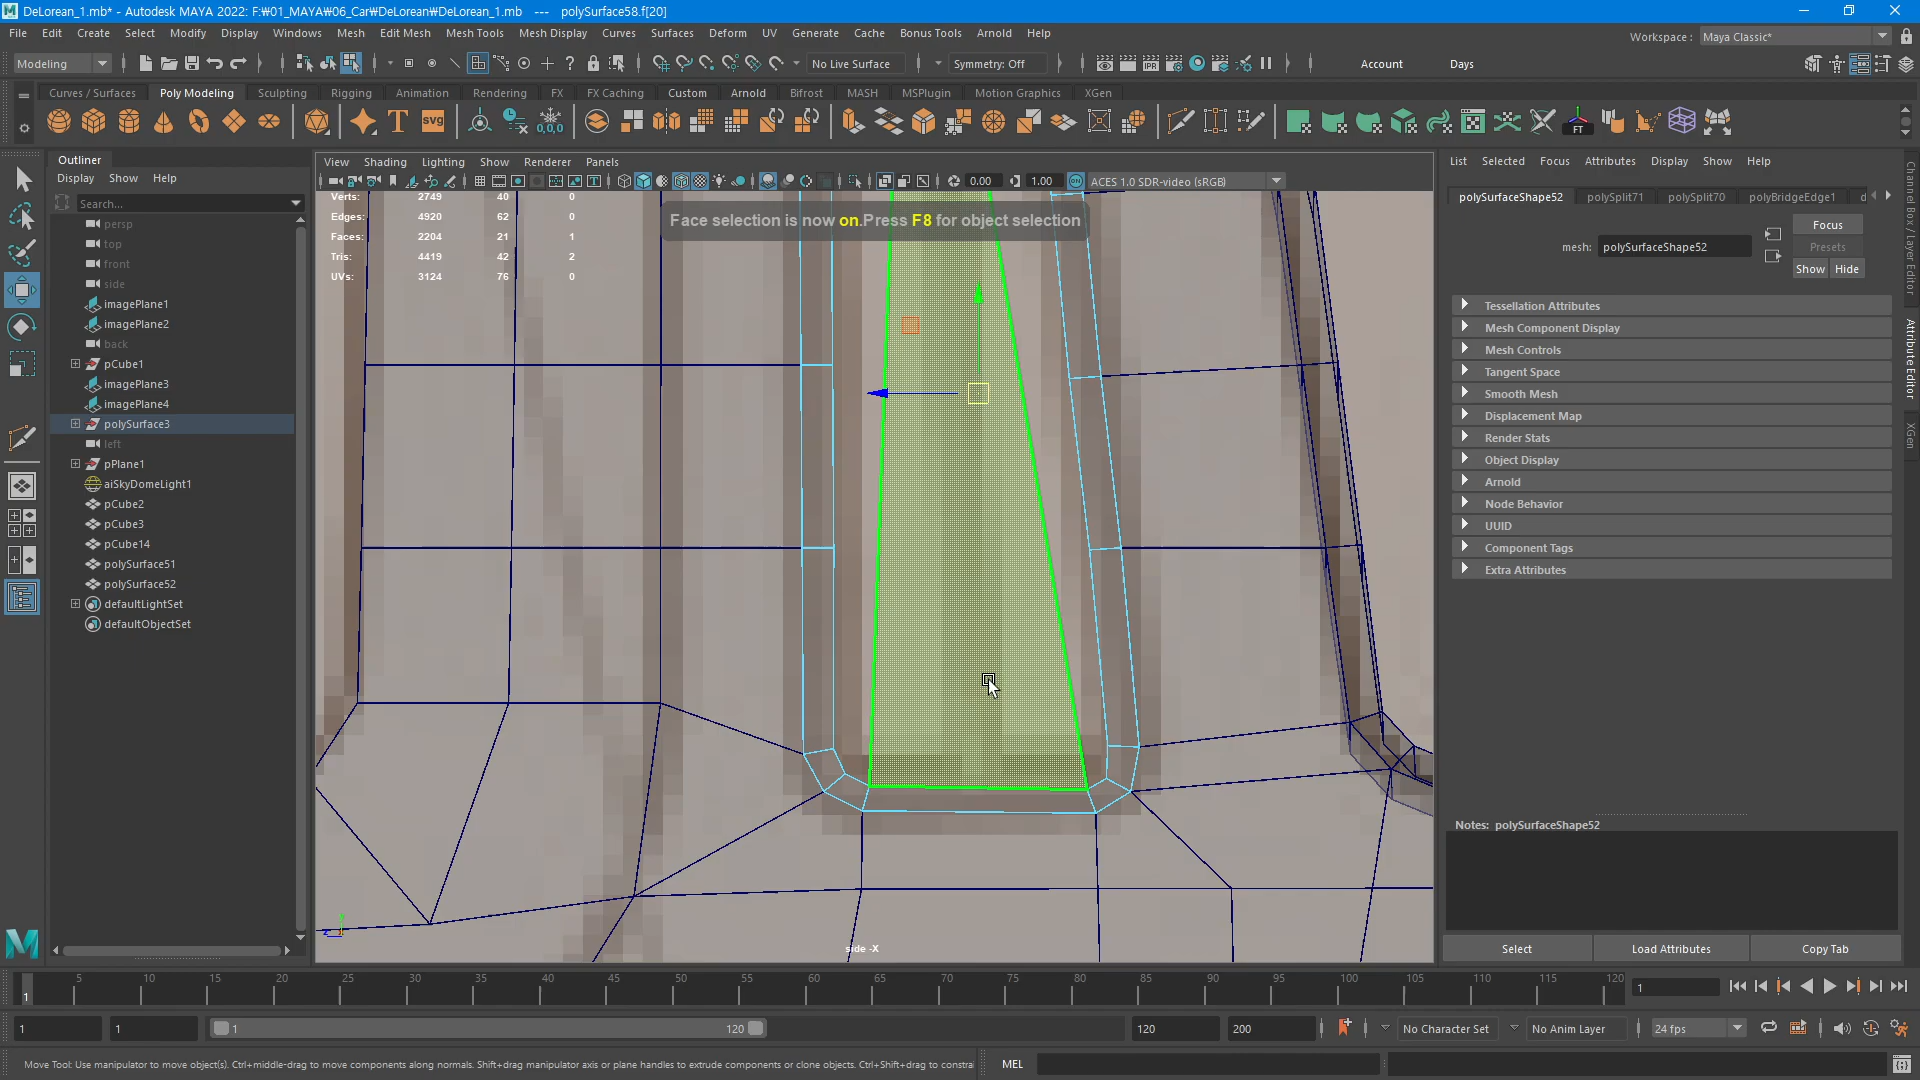 DeLorean_1.mb* - Autodesk MAYA 2022: F:₩01_MAYA₩06_Car₩DeLorean₩DeLorean_1.mb --- polySurface58.f[20]
File Edit Create Select Modify Display Windows Mesh Edit Mesh Mesh Tools Mesh Display Curves Surfaces Deform UV Generate Cache Bonus Tools Arnold Help
Workspace : Maya Classic*
Modeling No Live Surface Symmetry: Off Account Days
Curves / Surfaces Poly Modeling Sculpting Rigging Animation Rendering FX FX Caching Custom Arnold Bifrost MASH MSPlugin Motion Graphics XGen
T svg 0,0,0 FT
Outliner
Display Show Help
Search...
persp
top
front
side
imagePlane1
imagePlane2
back
pCube1
imagePlane3
imagePlane4
polySurface3
left
pPlane1
aiSkyDomeLight1
pCube2
pCube3
pCube14
polySurface51
polySurface52
defaultLightSet
defaultObjectSet
View Shading Lighting Show Renderer Panels
0.00 1.00 ACES 1.0 SDR-video (sRGB)
Verts: 2749 40 0
Edges: 4920 62 0
Faces: 2204 21 1
Tris: 4419 42 2
UVs: 3124 76 0
Face selection is now on.Press F8 for object selection
side -X
List Selected Focus Attributes Display Show Help
polySurfaceShape52 polySplit71 polySplit70 polyBridgeEdge1 d
mesh: polySurfaceShape52
Focus
Presets
Show Hide
Tessellation Attributes
Mesh Component Display
Mesh Controls
Tangent Space
Smooth Mesh
Displacement Map
Render Stats
Object Display
Arnold
Node Behavior
UUID
Component Tags
Extra Attributes
Notes: polySurfaceShape52
Select Load Attributes Copy Tab
Channel Box / Layer Editor
Attribute Editor
XGen
5 10 15 20 25 30 35 40 45 50 55 60 65 70 75 80 85 90 95 100 105 110 115 120
1 1
1 1 1 120 120 200 No Character Set No Anim Layer 24 fps
Move Tool: Use manipulator to move object(s). Ctrl+middle-drag to move components along normals. Shift+drag manipulator axis or plane handles to extrude components or clone objects. Ctrl+Shift+drag to constra
MEL